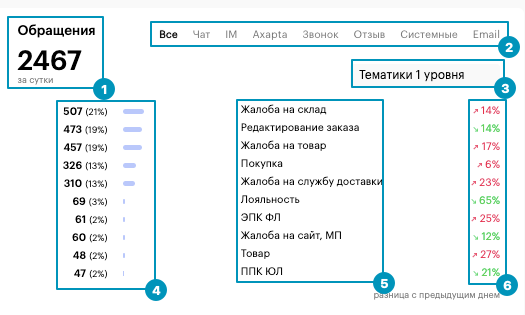 Обращения
2467
за сутки
1
Все Чат IM Axapta Звонок Отзыв Системные Email
2
Тематики 1 уровня
3
507 (21%) Жалоба на склад ↗ 14%
473 (19%) Редактирование заказа ↘ 14%
457 (19%) Жалоба на товар ↗ 17%
326 (13%) Покупка ↗ 6%
310 (13%) Жалоба на службу доставки ↗ 23%
69 (3%) Лояльность ↘ 65%
61 (2%) ЭПК ФЛ ↗ 25%
60 (2%) Жалоба на сайт, МП ↘ 12%
48 (2%) Товар ↗ 27%
47 (2%) ППК ЮЛ ↘ 21%
4 5 6
разница с предыдущим днем